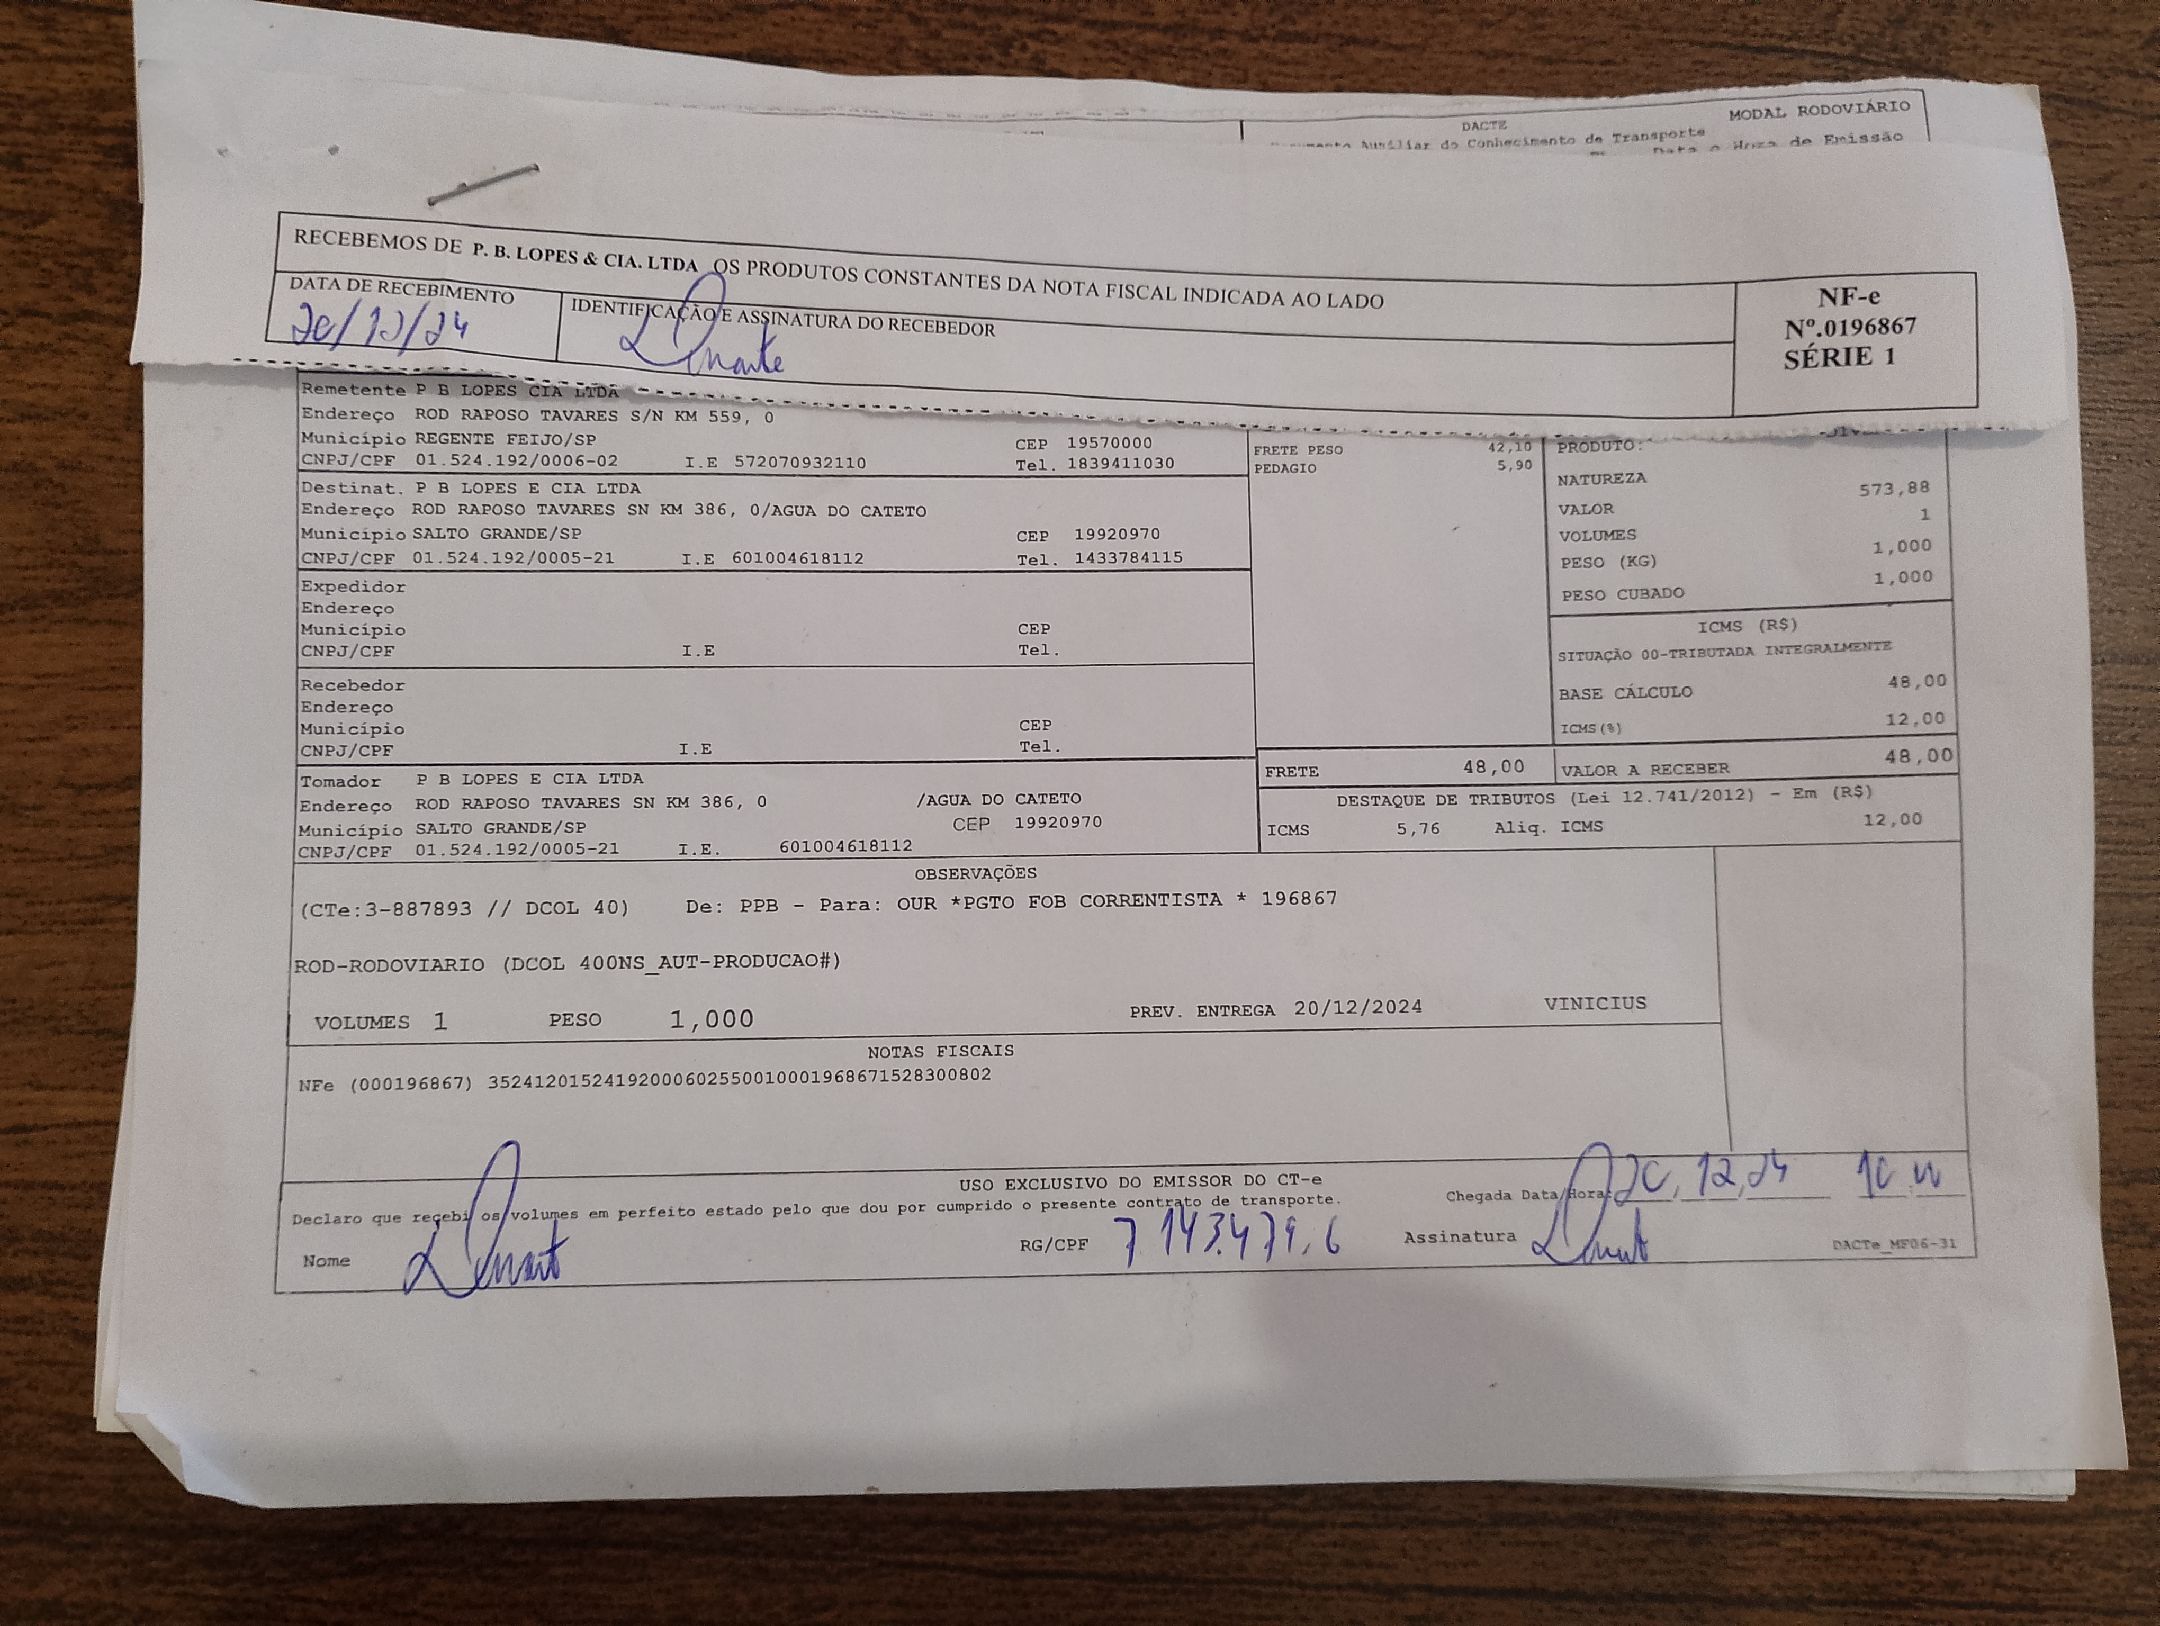 MODAL RODOVIÁRIO
DACTE
Auxiliar do Conhecimento de Transporte
Data e Hora de Emissão
RECEBEMOS DE P. B. LOPES & CIA. LTDA OS PRODUTOS CONSTANTES DA NOTA FISCAL INDICADA AO LADO
DATA DE RECEBIMENTO
20/12/24
IDENTIFICAÇÃO E ASSINATURA DO RECEBEDOR
NF-e
Nº.0196867
SÉRIE 1
Remetente P B LOPES CIA LTDA
Endereço ROD RAPOSO TAVARES S/N KM 559, 0
Município REGENTE FEIJO/SP CEP 19570000
CNPJ/CPF 01.524.192/0006-02 I.E 572070932110 Tel. 1839411030
Destinat. P B LOPES E CIA LTDA
Endereço ROD RAPOSO TAVARES SN KM 386, 0/AGUA DO CATETO
Município SALTO GRANDE/SP CEP 19920970
CNPJ/CPF 01.524.192/0005-21 I.E 601004618112 Tel. 1433784115
Expedidor
Endereço
Município CEP
CNPJ/CPF I.E Tel.
Recebedor
Endereço
Município CEP
CNPJ/CPF I.E Tel.
Tomador P B LOPES E CIA LTDA
Endereço ROD RAPOSO TAVARES SN KM 386, 0 /AGUA DO CATETO
Município SALTO GRANDE/SP CEP 19920970
CNPJ/CPF 01.524.192/0005-21 I.E. 601004618112
FRETE PESO 42,10
PEDAGIO 5,90
PRODUTO:
NATUREZA
VALOR 573,88
VOLUMES 1
PESO (KG) 1,000
PESO CUBADO 1,000
ICMS (R$)
SITUAÇÃO 00-TRIBUTADA INTEGRALMENTE
BASE CÁLCULO 48,00
ICMS(%) 12,00
FRETE 48,00 VALOR A RECEBER 48,00
DESTAQUE DE TRIBUTOS (Lei 12.741/2012) - Em (R$)
ICMS 5,76 Aliq. ICMS 12,00
OBSERVAÇÕES
(CTe:3-887893 // DCOL 40) De: PPB - Para: OUR *PGTO FOB CORRENTISTA * 196867
ROD-RODOVIARIO (DCOL 400NS_AUT-PRODUCAO#)
VOLUMES 1 PESO 1,000 PREV. ENTREGA 20/12/2024 VINICIUS
NOTAS FISCAIS
NFe (000196867) 35241201524192000602550010001968671528300802
USO EXCLUSIVO DO EMISSOR DO CT-e
Declaro que recebi os volumes em perfeito estado pelo que dou por cumprido o presente contrato de transporte.
Chegada Data/Hora: 20, 12, 24
Nome
RG/CPF 7 143.479,6
Assinatura
DACTe_MF06-31